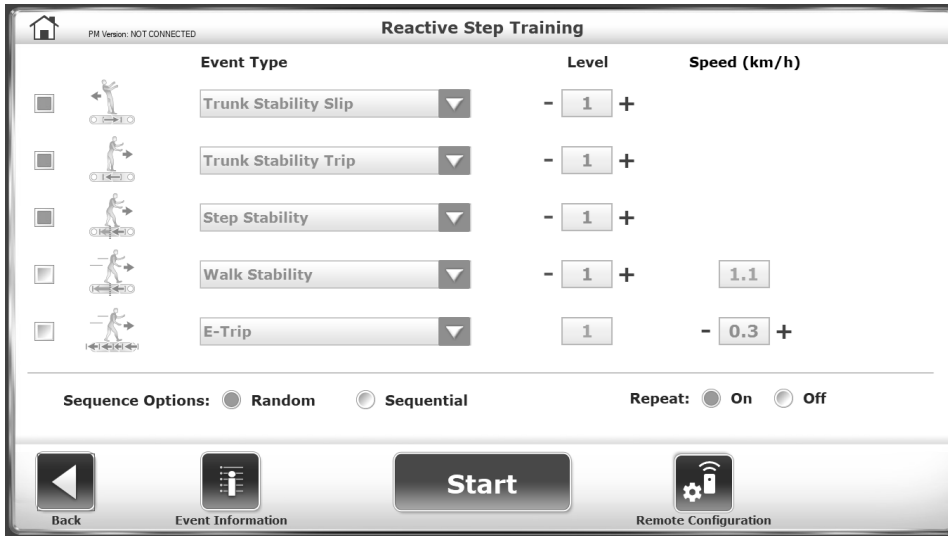 PM Version: NOT CONNECTED Reactive Step Training
Event Type Level Speed (km/h)
Trunk Stability Slip - 1 +
Trunk Stability Trip - 1 +
Step Stability - 1 +
Walk Stability - 1 + 1.1
E-Trip 1 - 0.3 +
Sequence Options: Random Sequential Repeat: On Off
Start
Back Event Information Remote Configuration